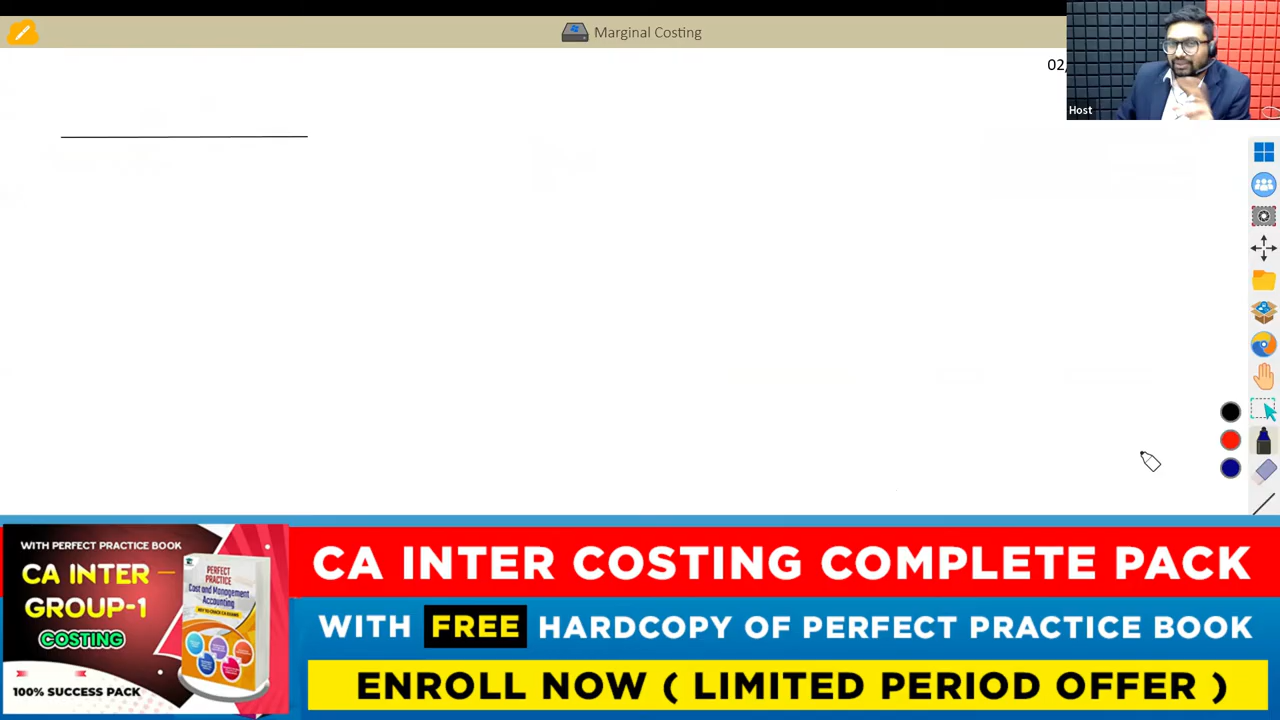 Marginal Costing
02
Host
WITH PERFECT PRACTICE BOOK
CA INTER
GROUP-1
COSTING
100% SUCCESS PACK
PERFECT
PRACTICE
Cost and Management
Accounting
CA INTER COSTING COMPLETE PACK
WITH FREE HARDCOPY OF PERFECT PRACTICE BOOK
ENROLL NOW ( LIMITED PERIOD OFFER )